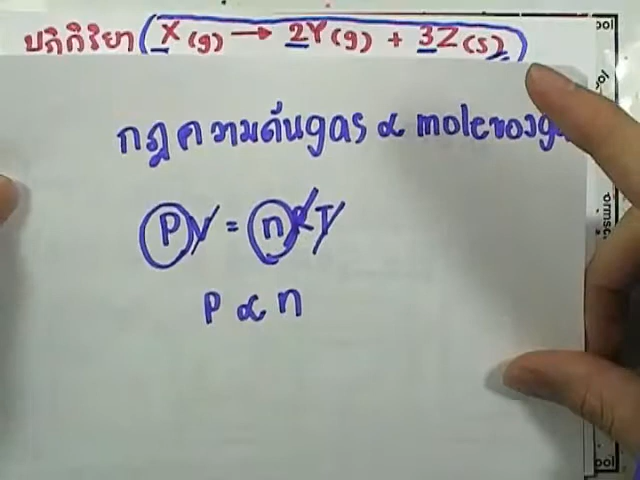 ปฏิกิริยา X(g) → 2Y(g) + 3Z(s)
กฎความดันgas ∝ moleของga
PV = nRT
P ∝ n